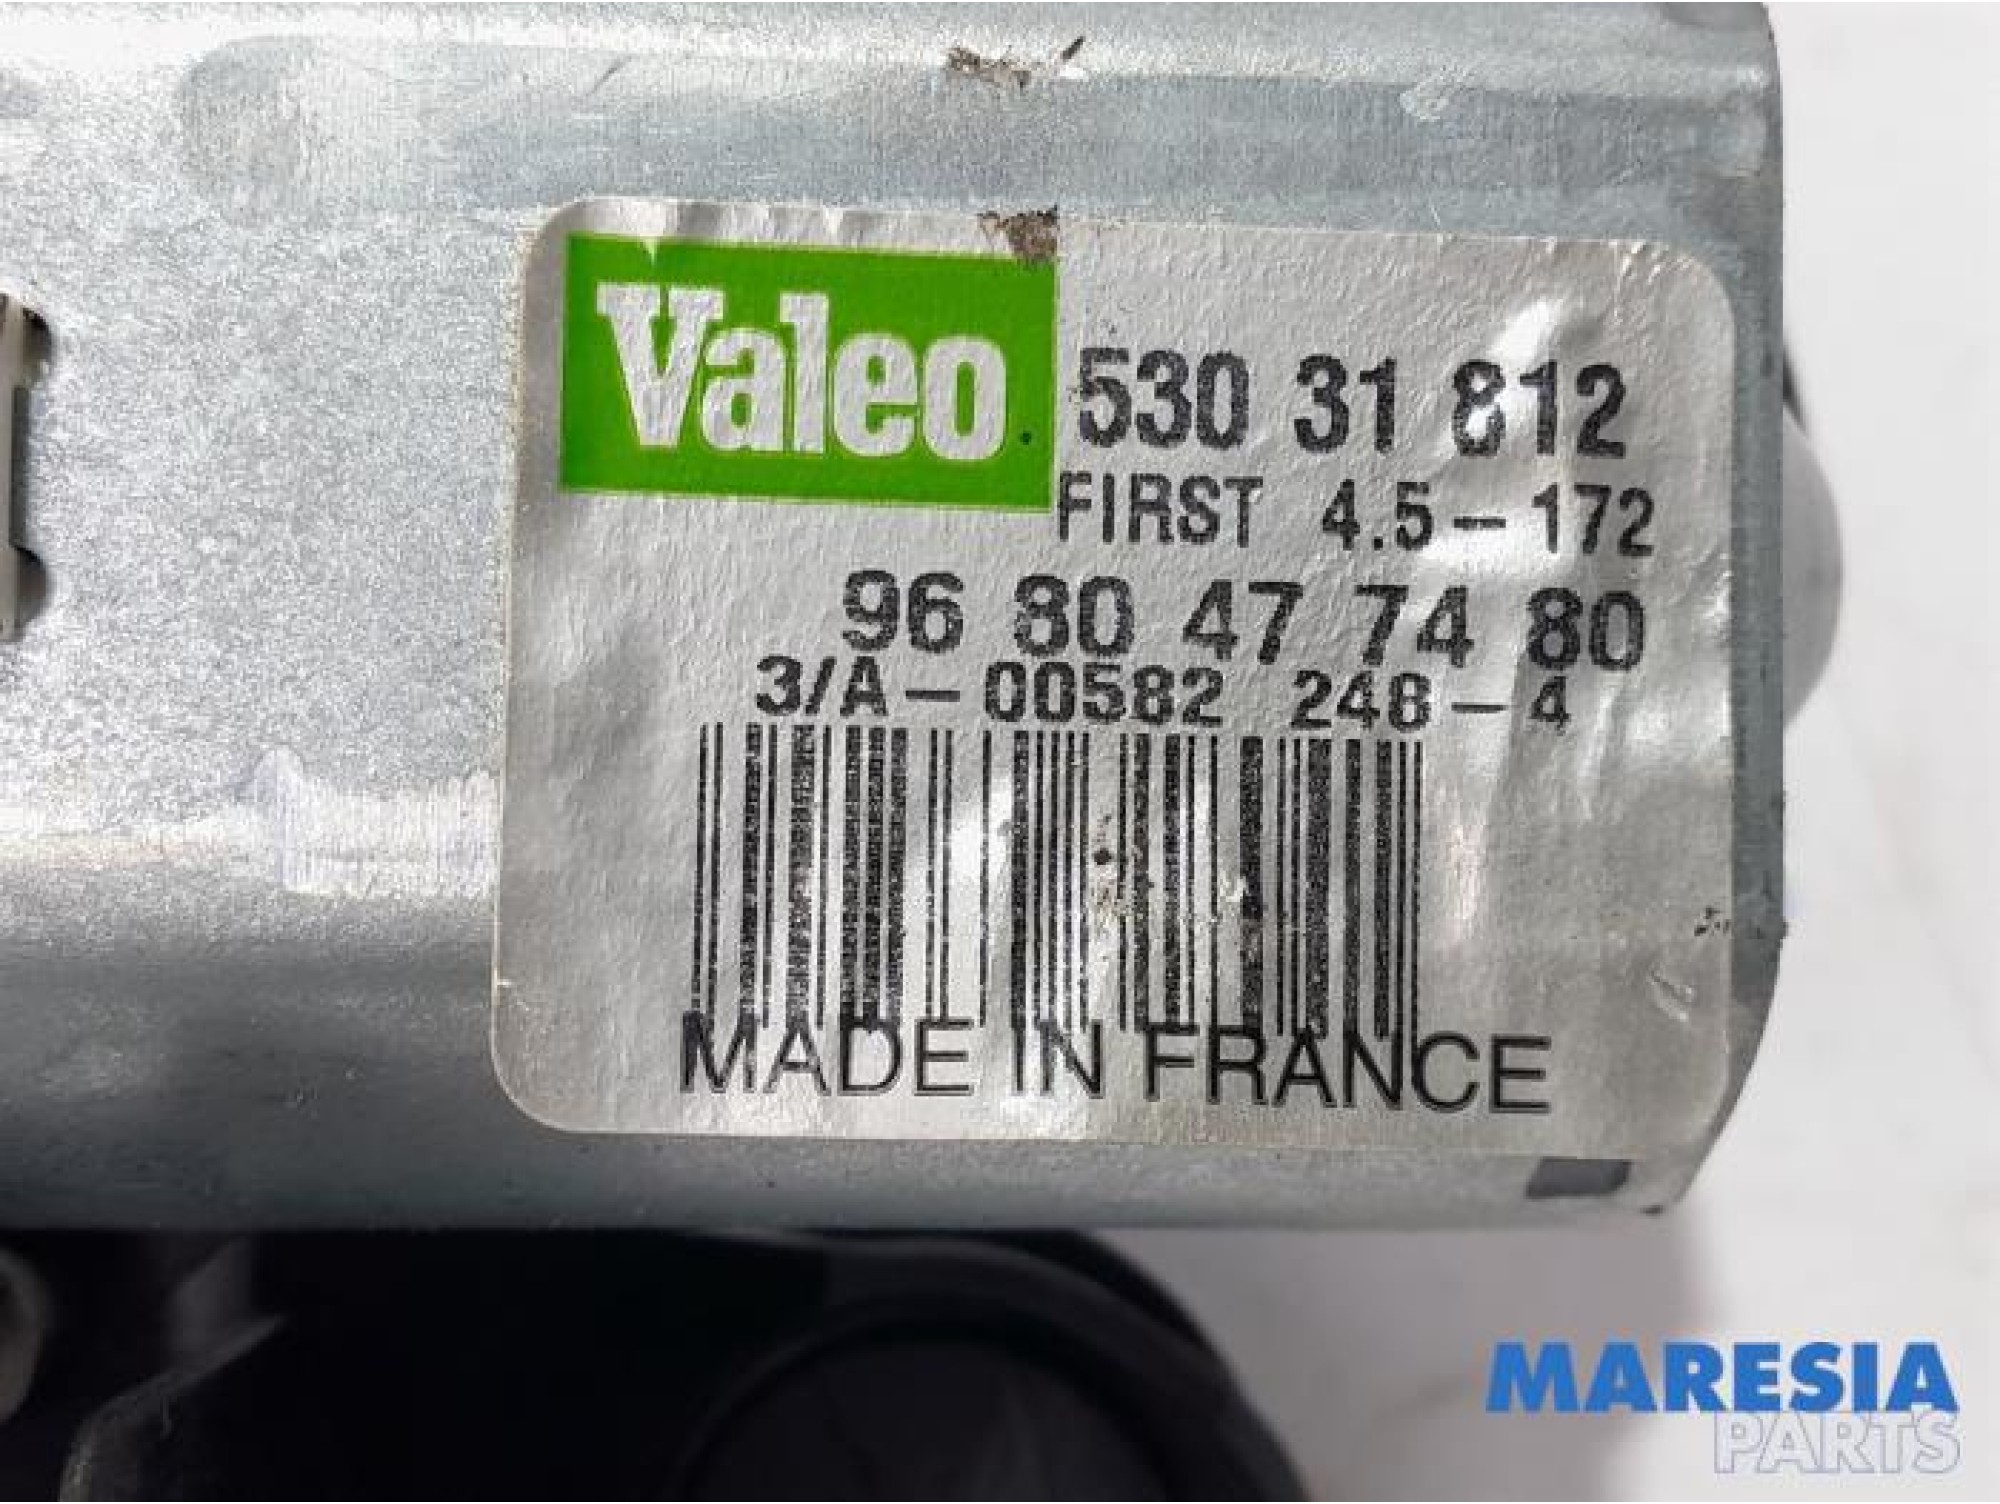 Valeo
530 31 812
FIRST 4.5-172
96 80 47 74 80
3/A-00582 248-4
MADE IN FRANCE
MARESIA
PARTS